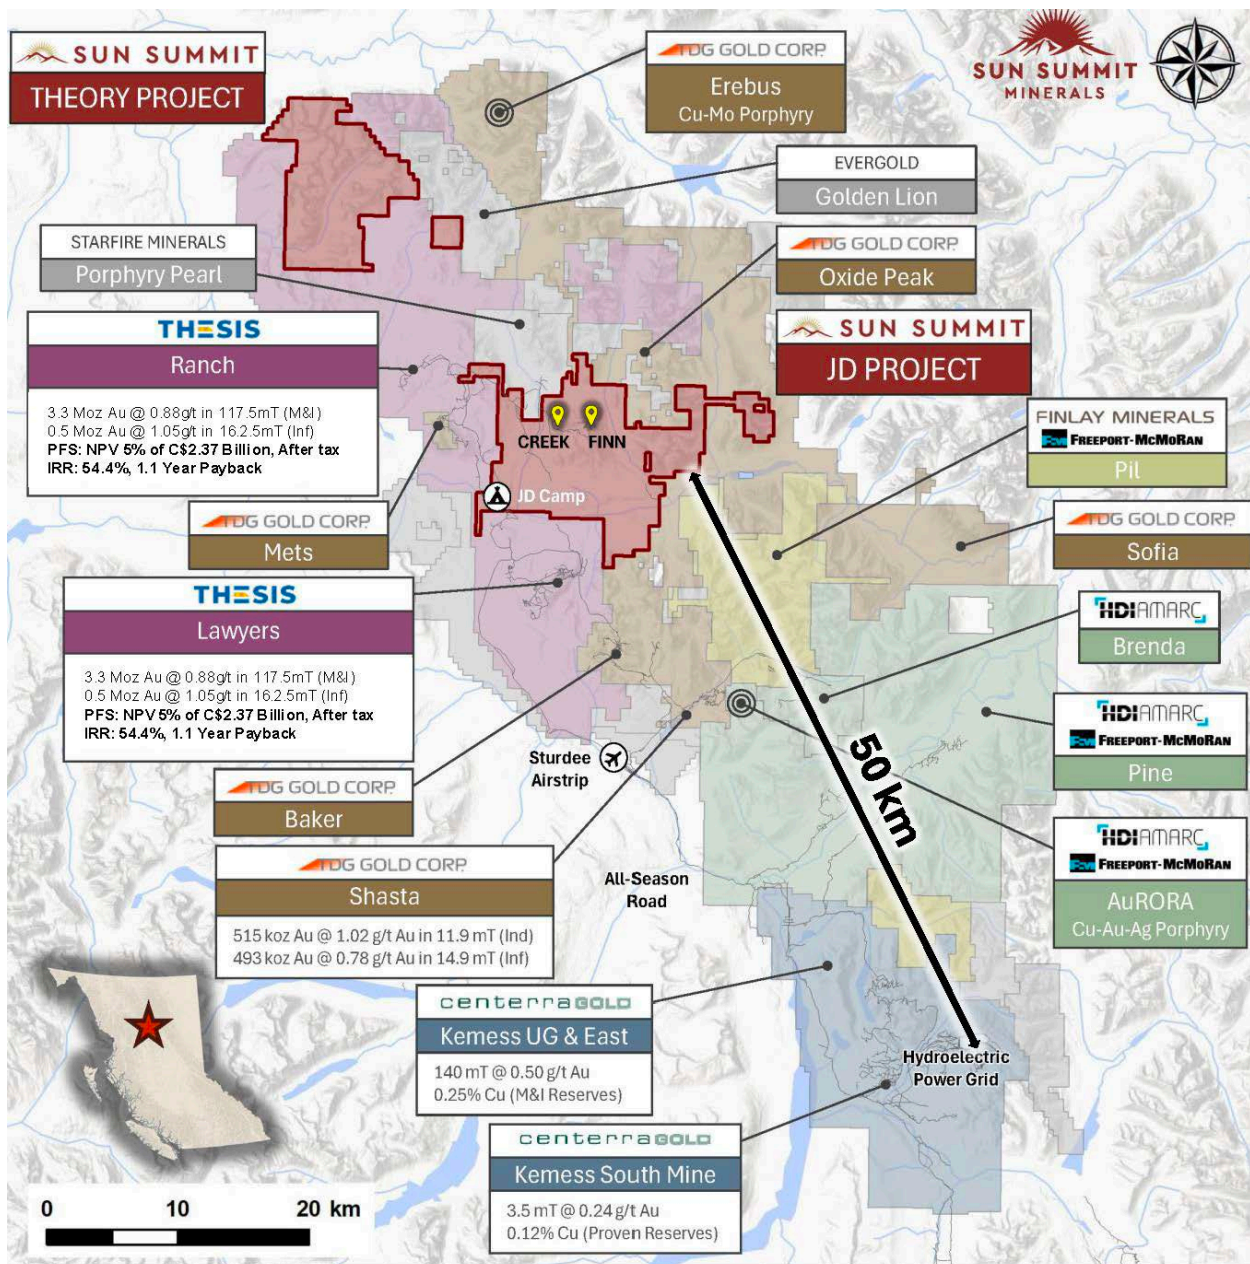 SUN SUMMIT
THEORY PROJECT
TDG GOLD CORP.
Erebus
Cu-Mo Porphyry
SUN SUMMIT
MINERALS
EVERGOLD
Golden Lion
STARFIRE MINERALS
Porphyry Pearl
TDG GOLD CORP.
Oxide Peak
THESIS
Ranch
3.3 Moz Au @ 0.88g/t in 117.5mT (M&I)
0.5 Moz Au @ 1.05g/t in 16.2.5mT (Inf)
PFS: NPV 5% of C$2.37 Billion, After tax
IRR: 54.4%, 1.1 Year Payback
SUN SUMMIT
JD PROJECT
CREEK
FINN
FINLAY MINERALS
FREEPORT-McMoRAN
Pil
JD Camp
TDG GOLD CORP.
Mets
TDG GOLD CORP.
Sofia
THESIS
Lawyers
3.3 Moz Au @ 0.88g/t in 117.5mT (M&I)
0.5 Moz Au @ 1.05g/t in 16.2.5mT (Inf)
PFS: NPV 5% of C$2.37 Billion, After tax
IRR: 54.4%, 1.1 Year Payback
HDI AMARC
Brenda
HDI AMARC
FREEPORT-McMoRAN
Pine
50 km
Sturdee
Airstrip
TDG GOLD CORP.
Baker
HDI AMARC
FREEPORT-McMoRAN
AuRORA
Cu-Au-Ag Porphyry
TDG GOLD CORP.
Shasta
515 koz Au @ 1.02 g/t Au in 11.9 mT (Ind)
493 koz Au @ 0.78 g/t Au in 14.9 mT (Inf)
All-Season
Road
centerraGOLD
Kemess UG & East
140 mT @ 0.50 g/t Au
0.25% Cu (M&I Reserves)
Hydroelectric
Power Grid
centerraGOLD
Kemess South Mine
3.5 mT @ 0.24 g/t Au
0.12% Cu (Proven Reserves)
0 10 20 km